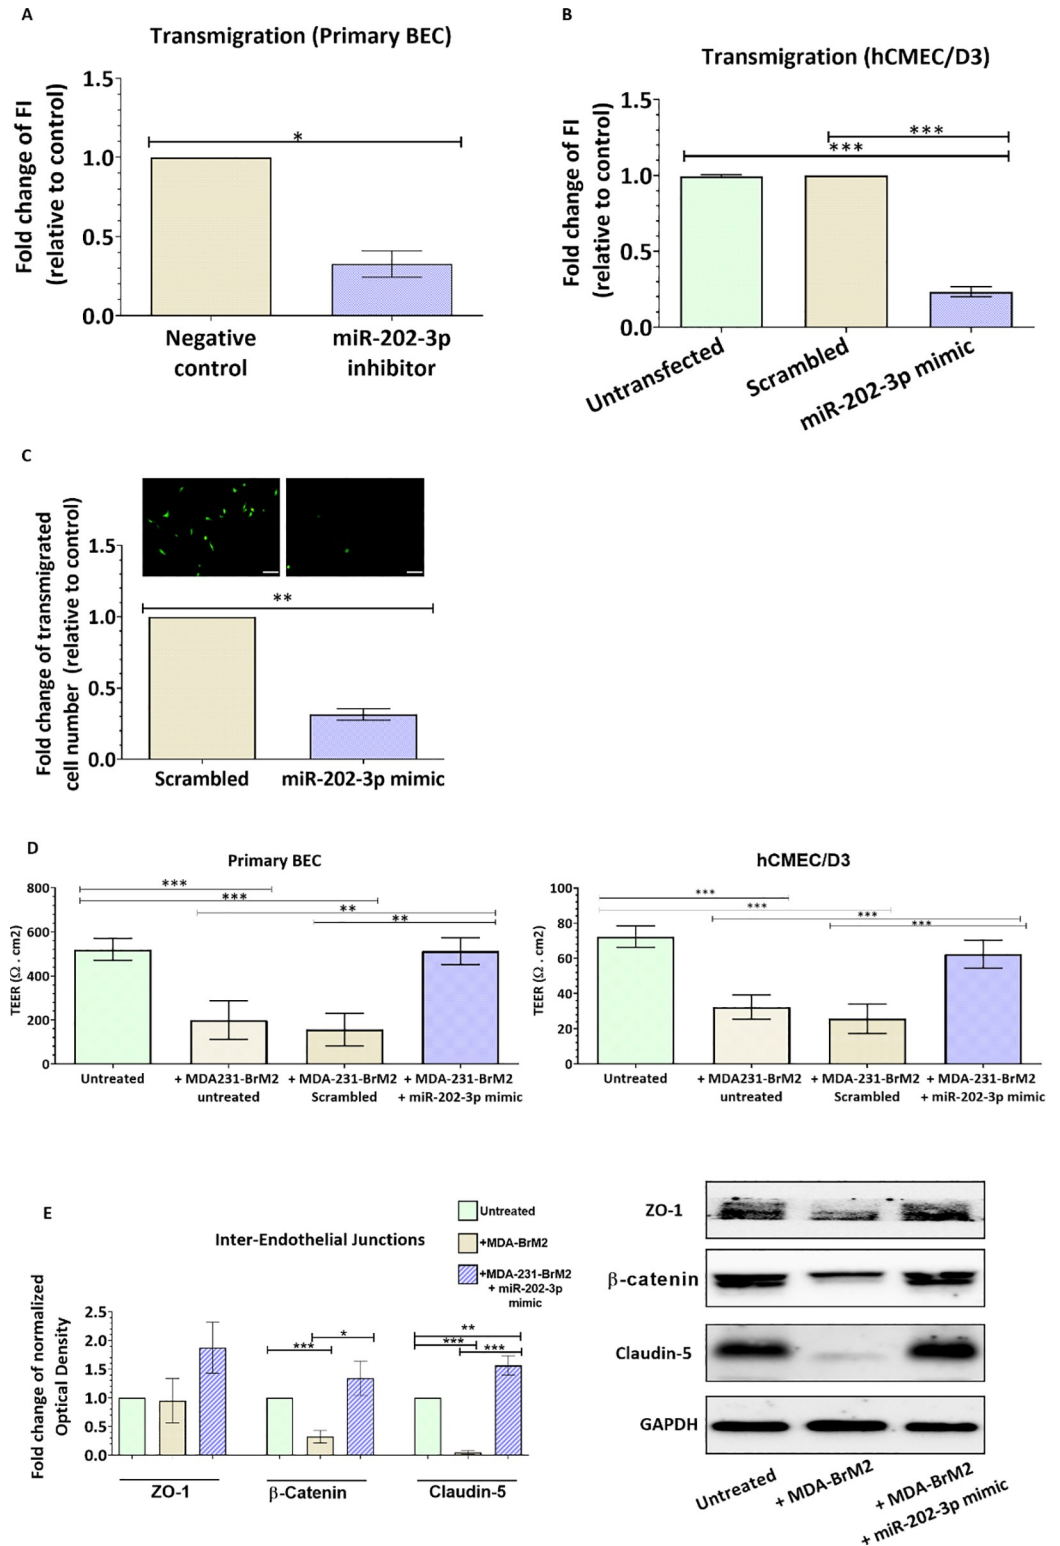 A
Transmigration (Primary BEC)
Fold change of FI
(relative to control)
1.5
1.0
0.5
0.0
*
Negative
control
miR-202-3p
inhibitor
B
Transmigration (hCMEC/D3)
Fold change of FI
(relative to control)
1.5
1.0
0.5
0.0
***
***
Untransfected
Scrambled
miR-202-3p mimic
C
Fold change of transmigrated
cell number (relative to control)
1.5
1.0
0.5
0.0
**
Scrambled
miR-202-3p mimic
D
Primary BEC
TEER (Ω . cm2)
800
600
400
200
0
***
***
**
**
Untreated
+ MDA231-BrM2
untreated
+ MDA-231-BrM2
Scrambled
+ MDA-231-BrM2
+ miR-202-3p mimic
hCMEC/D3
TEER (Ω . cm2)
100
80
60
40
20
0
***
***
***
***
Untreated
+ MDA231-BrM2
untreated
+ MDA-231-BrM2
Scrambled
+ MDA-231-BrM2
+ miR-202-3p mimic
E
Inter-Endothelial Junctions
Untreated
+MDA-BrM2
+MDA-231-BrM2
+ miR-202-3p
mimic
Fold change of normalized
Optical Density
2.5
2.0
1.5
1.0
0.5
0.0
***
*
**
***
***
ZO-1
β-Catenin
Claudin-5
ZO-1
β-catenin
Claudin-5
GAPDH
Untreated
+ MDA-BrM2
+ MDA-BrM2
+ miR-202-3p mimic